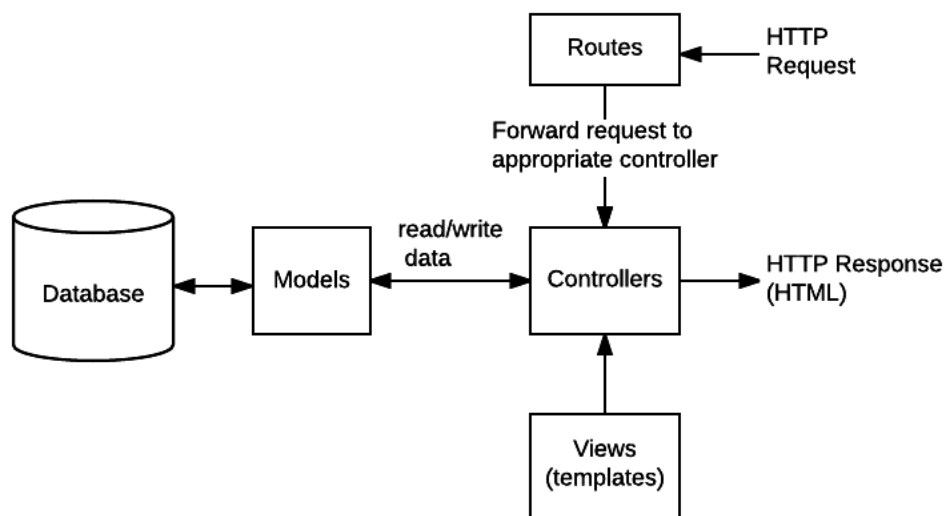 Routes
HTTP
Request
Forward request to
appropriate controller
read/write
data
Database
Models
Controllers
HTTP Response
(HTML)
Views
(templates)